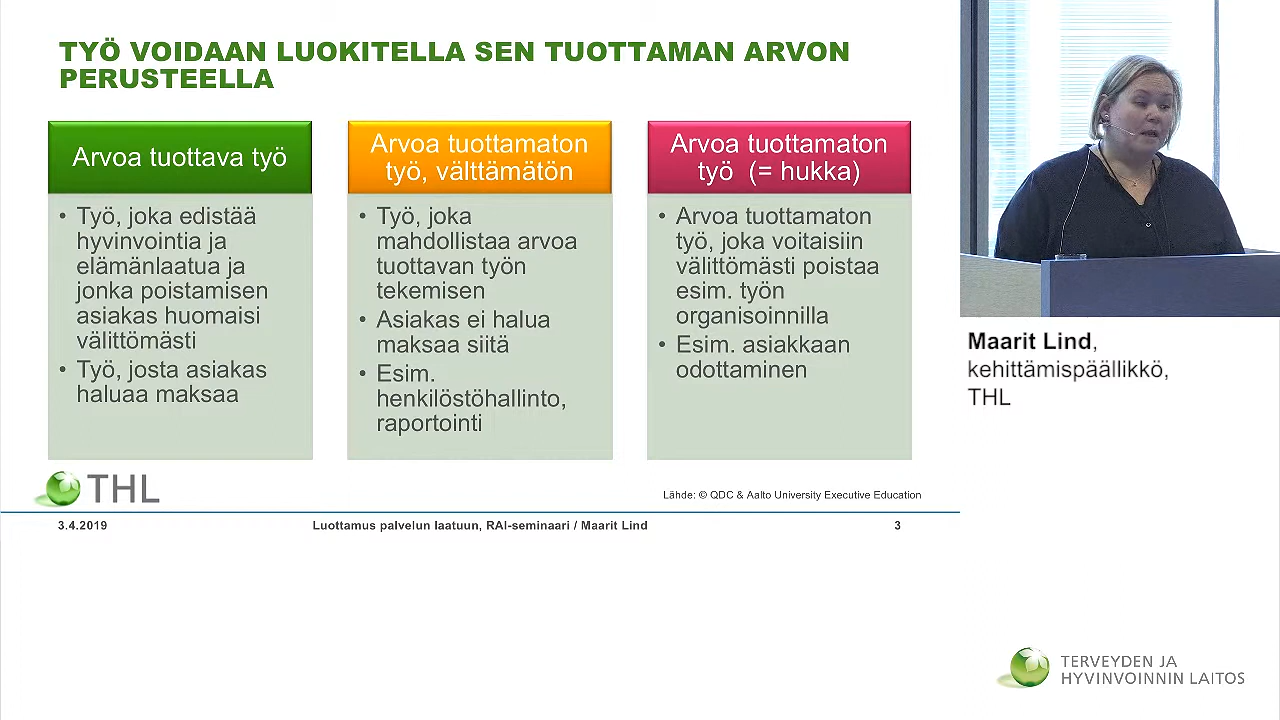 TYÖ VOIDAAN LUOKITELLA SEN TUOTTAMAN ARVON
PERUSTEELLA
Arvoa tuottava työ
• Työ, joka edistää
hyvinvointia ja
elämänlaatua ja
jonka poistamisen
asiakas huomaisi
välittömästi
• Työ, josta asiakas
haluaa maksaa
Arvoa tuottamaton
työ, välttämätön
• Työ, joka
mahdollistaa arvoa
tuottavan työn
tekemisen
• Asiakas ei halua
maksaa siitä
• Esim.
henkilöstöhallinto,
raportointi
Arvoa tuottamaton
työ (= hukka)
• Arvoa tuottamaton
työ, joka voitaisiin
välittömästi poistaa
esim. työn
organisoinnilla
• Esim. asiakkaan
odottaminen
THL
Lähde: © QDC & Aalto University Executive Education
3.4.2019
Luottamus palvelun laatuun, RAI-seminaari / Maarit Lind
3
Maarit Lind,
kehittämispäällikkö,
THL
TERVEYDEN JA
HYVINVOINNIN LAITOS